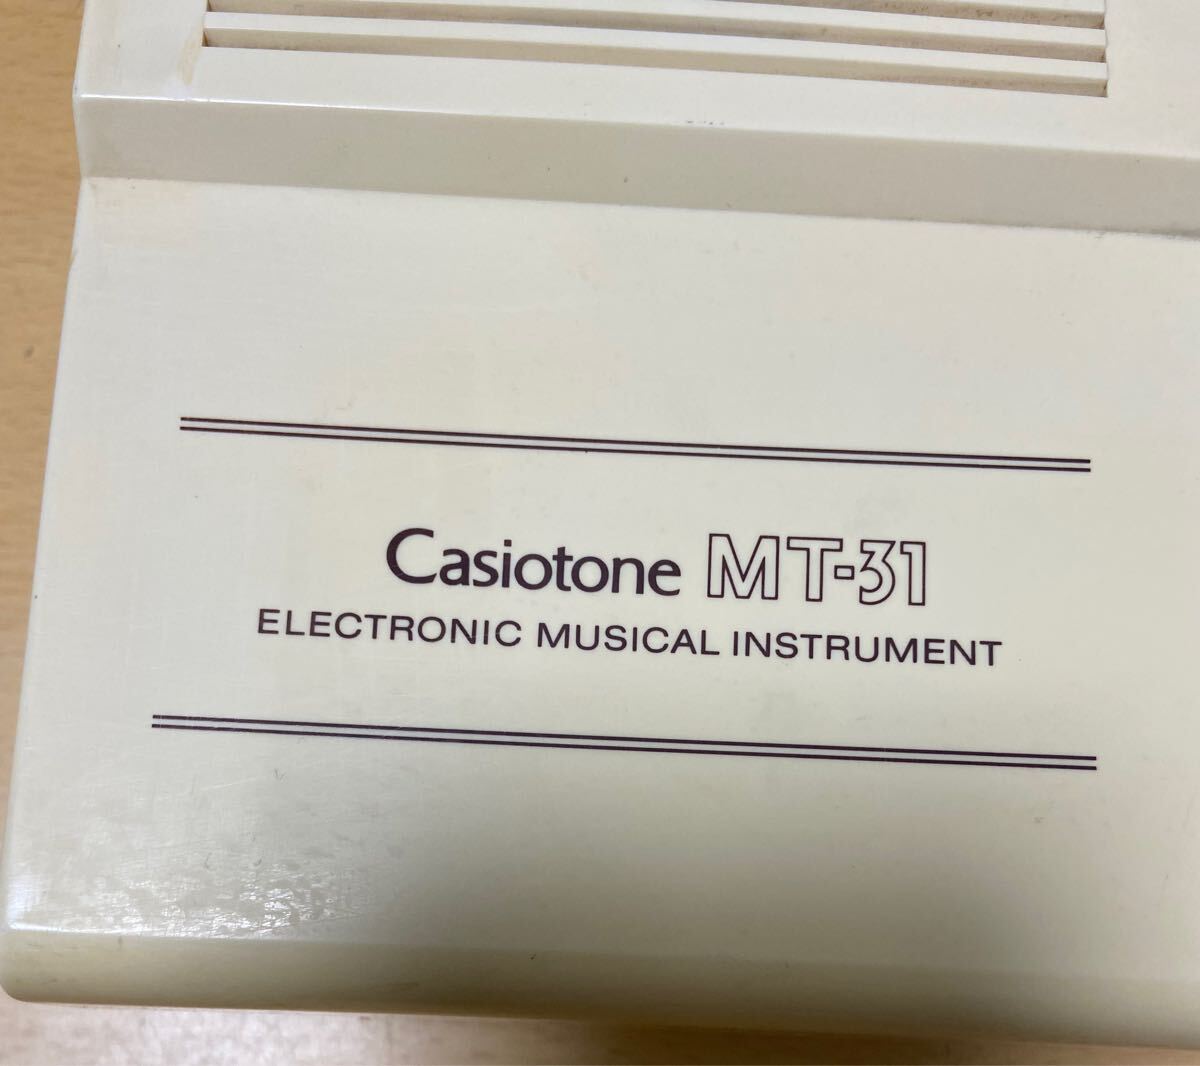 Casiotone MT-31
ELECTRONIC MUSICAL INSTRUMENT